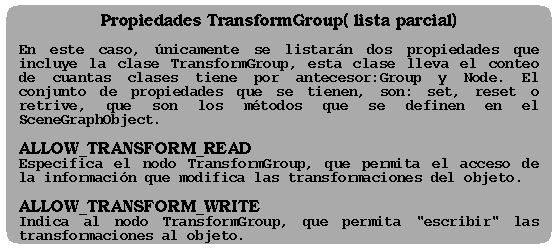 Propiedades TransformGroup( lista parcial)
En este caso, únicamente se listarán dos propiedades que
incluye la clase TransformGroup, esta clase lleva el conteo
de cuantas clases tiene por antecesor:Group y Node. El
conjunto de propiedades que se tienen, son: set, reset o
retrive, que son los métodos que se definen en el
SceneGraphObject.
ALLOW_TRANSFORM_READ
Especifica el nodo TransformGroup, que permita el acceso de
la información que modifica las transformaciones del objeto.
ALLOW_TRANSFORM_WRITE
Indica al nodo TransformGroup, que permita "escribir" las
transformaciones al objeto.